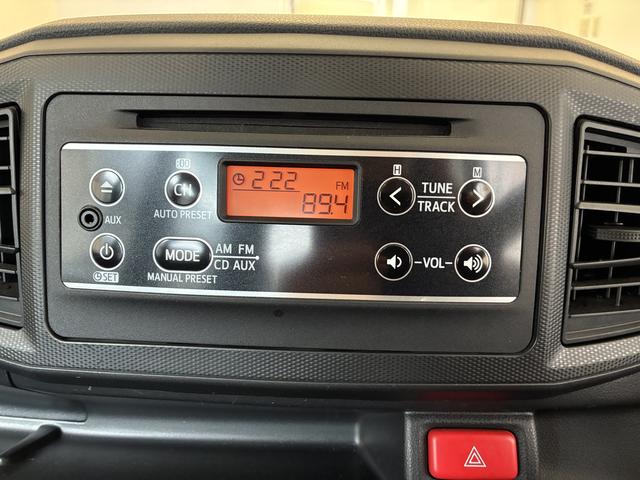 :00
H
M
CH
AUTO PRESET
2:22
FM
89.4
TUNE
TRACK
AUX
MODE
AM FM
CD AUX
MANUAL PRESET
SET
-VOL-